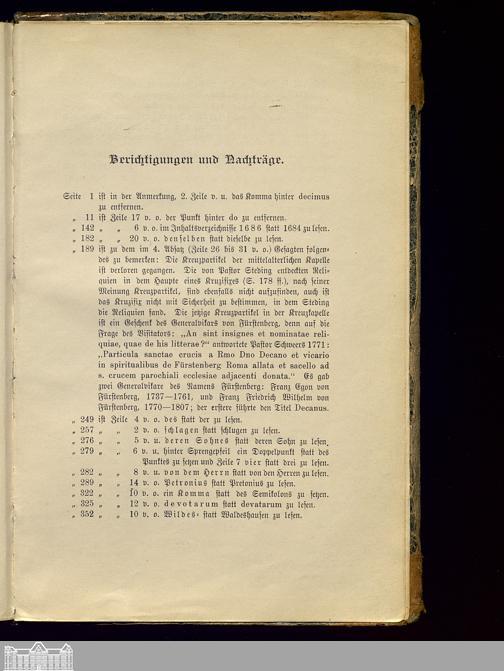 Berichtigungen und Nachträge.
Seite 1 ist in der Anmerkung, 2. Zeile v. u. das Komma hinter decimus
zu entfernen.
„ 11 ist Zeile 17 v. o. der Punkt hinter do zu entfernen.
„ 142 „ „ 6 v. o. im Inhaltsverzeichnisse 1686 statt 1684 zu lesen.
„ 182 „ „ 20 v. o. denselben statt dieselbe zu lesen.
„ 189 ist zu dem im 4. Absatz (Zeile 26 bis 31 v. o.) Gesagten folgen-
des zu bemerken: Die Kreuzpartikel der mittelalterlichen Kapelle
ist verloren gegangen. Die von Pastor Steding entdeckten Reli-
quien in dem Haupte eines Kruzifixes (S. 178 ff.), nach seiner
Meinung Kreuzpartikel, sind ebenfalls nicht aufzufinden, auch ist
das Kruzifix nicht mit Sicherheit zu bestimmen, in dem Steding
die Reliquien fand. Die jetzige Kreuzpartikel in der Kreuzkapelle
ist ein Geschenk des Generalvikars von Fürstenberg, denn auf die
Frage des Visitators: „An sint insignes et nominatae reli-
quiae, quae de his litterae?“ antwortete Pastor Schweers 1771:
„Particula sanctae crucis a Rmo Dno Decano et vicario
in spiritualibus de Fürstenberg Roma allata et sacello ad
s. crucem parochiali ecclesiae adjacenti donata.“ Es gab
zwei Generalvikare des Namens Fürstenberg: Franz Egon von
Fürstenberg, 1737—1761, und Franz Friedrich Wilhelm von
Fürstenberg, 1770—1807; der erstere führte den Titel Decanus.
„ 249 ist Zeile 4 v. o. des statt der zu lesen.
„ 257 „ „ 2 v. o. schlagen statt schlugen zu lesen.
„ 276 „ „ 5 v. u. deren Sohnes statt deren Sohn zu lesen.
„ 279 „ „ 6 v. u. hinter Sprengepfeil ein Doppelpunkt statt des
Punktes zu setzen und Zeile 7 vier statt drei zu lesen.
„ 282 „ „ 8 v. u. von dem Herrn statt von den Herren zu lesen.
„ 289 „ „ 14 v. o. Petronius statt Pretonius zu lesen.
„ 322 „ „ 10 v. o. ein Komma statt des Semikolons zu setzen.
„ 325 „ „ 12 v. o. devotarum statt devatarum zu lesen.
„ 352 „ „ 10 v. o. Wildes- statt Waldeshausen zu lesen.